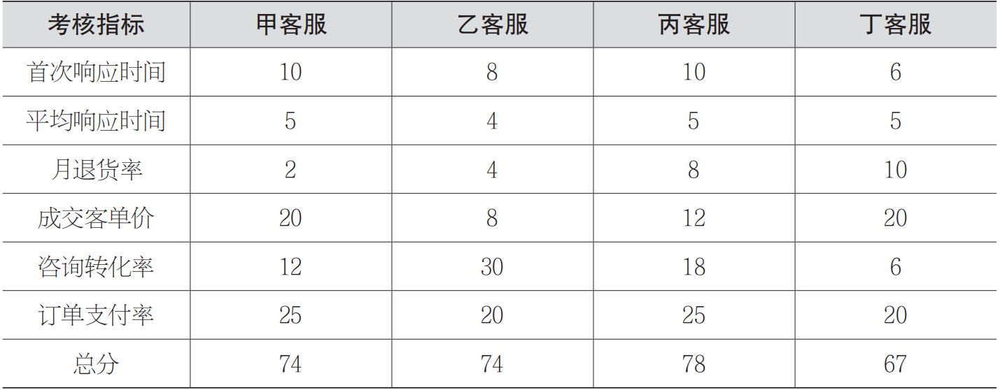 考核指标 甲客服 乙客服 丙客服 丁客服
首次响应时间 10 8 10 6
平均响应时间 5 4 5 5
月退货率 2 4 8 10
成交客单价 20 8 12 20
咨询转化率 12 30 18 6
订单支付率 25 20 25 20
总分 74 74 78 67